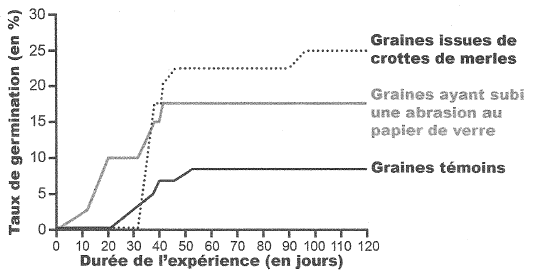 Taux de germination (en %)
30
25
20
15
10
5
0
0 10 20 30 40 50 60 70 80 90 100 110 120
Durée de l'expérience (en jours)
Graines issues de
crottes de merles
Graines ayant subi
une abrasion au
papier de verre
Graines témoins